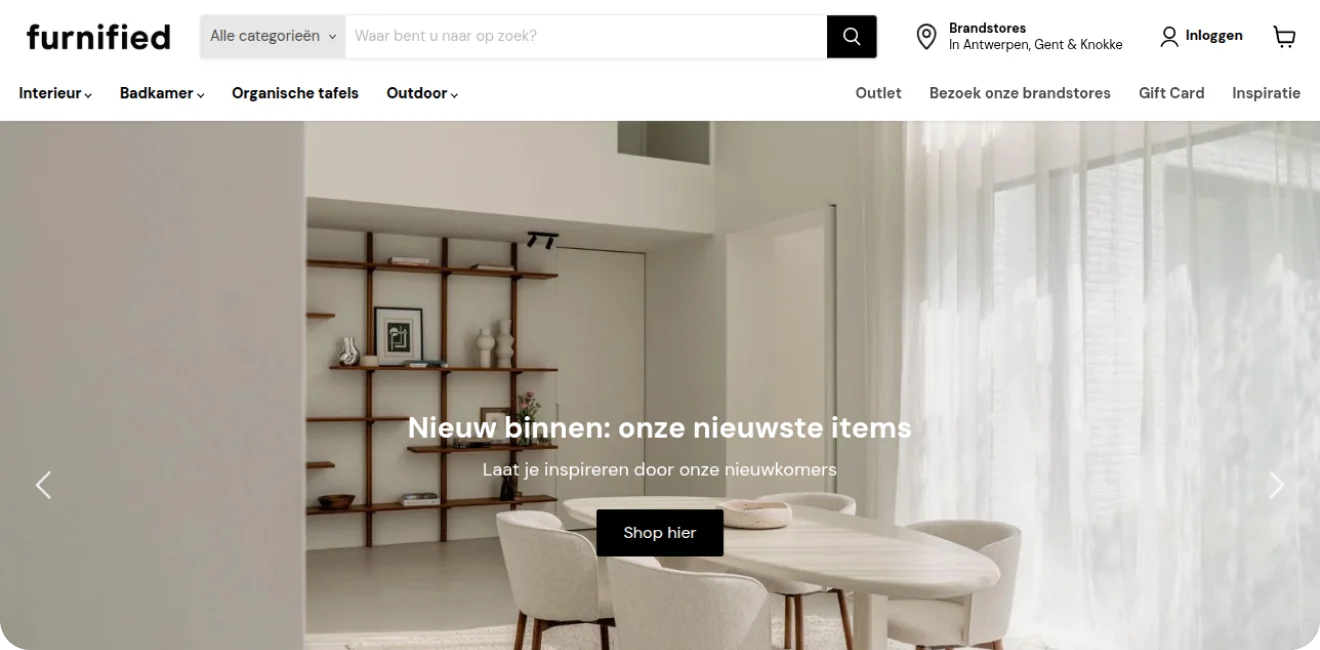 furnified
Alle categorieën
Waar bent u naar op zoek?
Brandstores
In Antwerpen, Gent & Knokke
Inloggen
Interieur
Badkamer
Organische tafels
Outdoor
Outlet
Bezoek onze brandstores
Gift Card
Inspiratie
Nieuw binnen: onze nieuwste items
Laat je inspireren door onze nieuwkomers
Shop hier